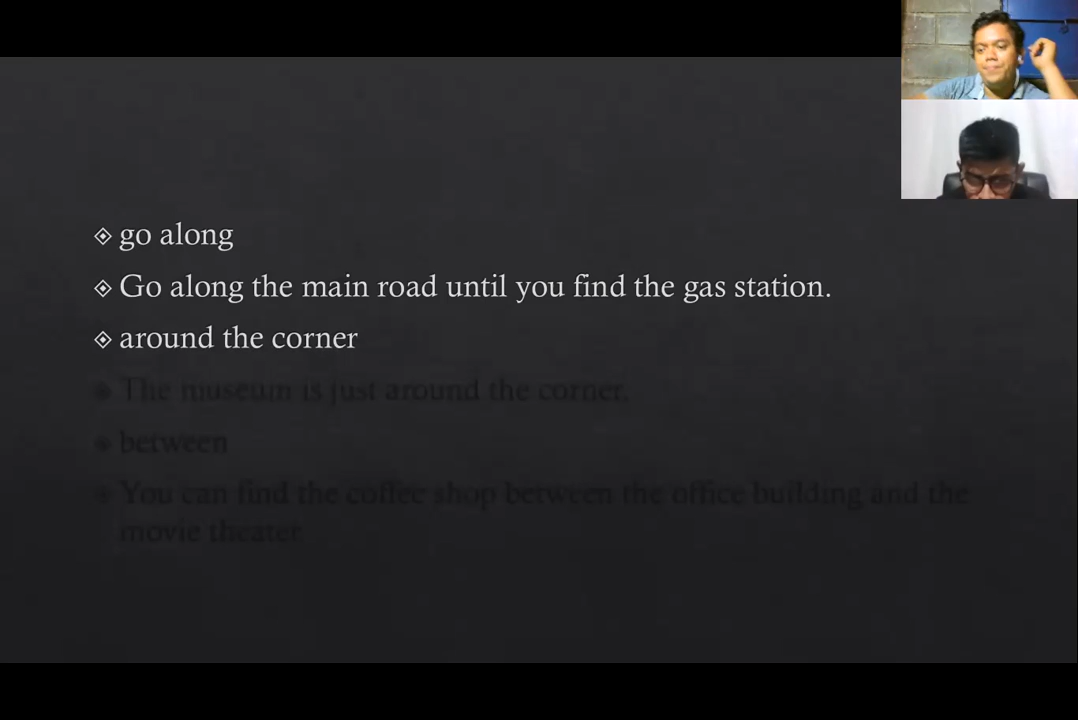 go along
Go along the main road until you find the gas station.
around the corner
The museum is just around the corner.
between
You can find the coffee shop between the office building and the
movie theater.